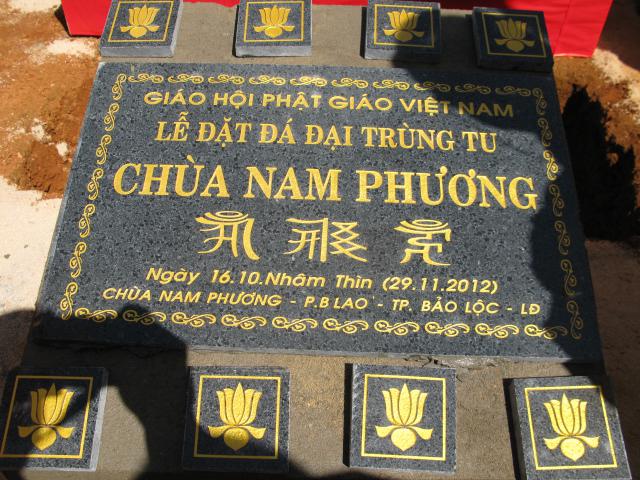 GIÁO HỘI PHẬT GIÁO VIỆT NAM
LỄ ĐẶT ĐÁ ĐẠI TRÙNG TU
CHÙA NAM PHƯƠNG
Ngày 16.10.Nhâm Thìn (29.11.2012)
CHÙA NAM PHƯƠNG - P.B LAO - TP. BẢO LỘC - LĐ